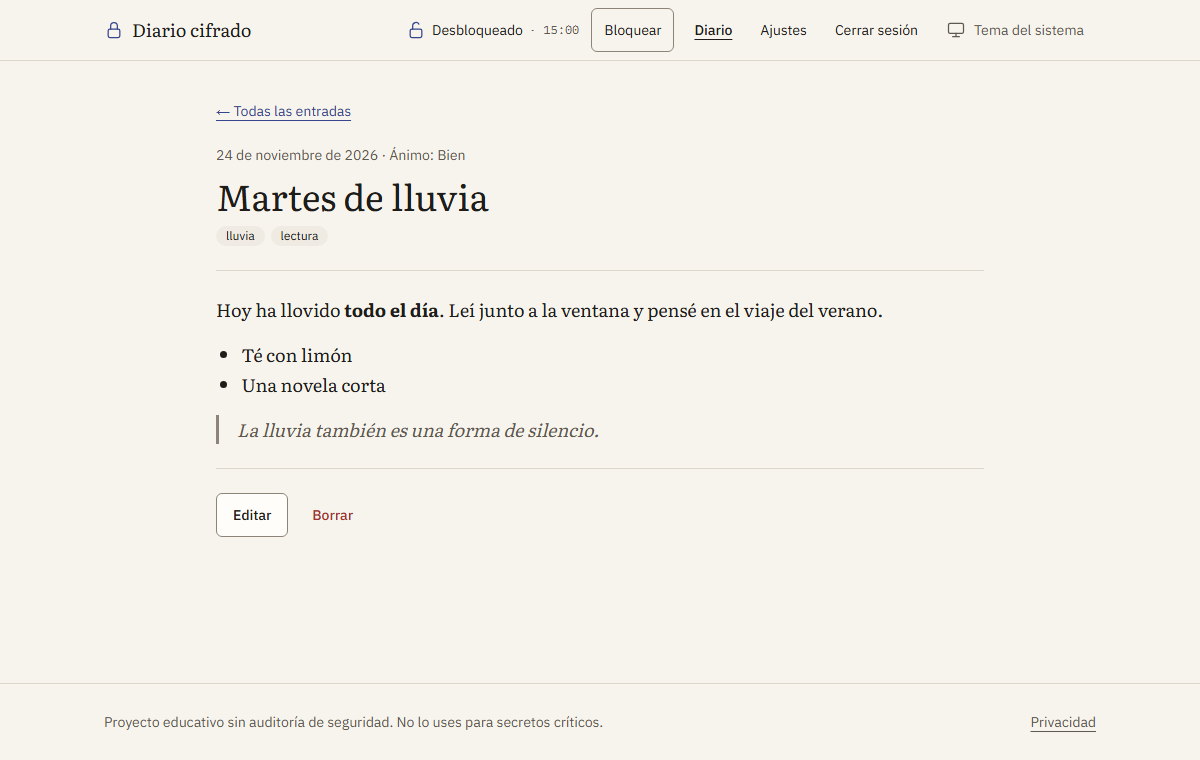 Diario cifrado
Desbloqueado · 15:00 Bloquear Diario Ajustes Cerrar sesión Tema del sistema
← Todas las entradas
24 de noviembre de 2026 · Ánimo: Bien
Martes de lluvia
lluvia lectura
Hoy ha llovido todo el día. Leí junto a la ventana y pensé en el viaje del verano.
• Té con limón
• Una novela corta
La lluvia también es una forma de silencio.
Editar Borrar
Proyecto educativo sin auditoría de seguridad. No lo uses para secretos críticos. Privacidad